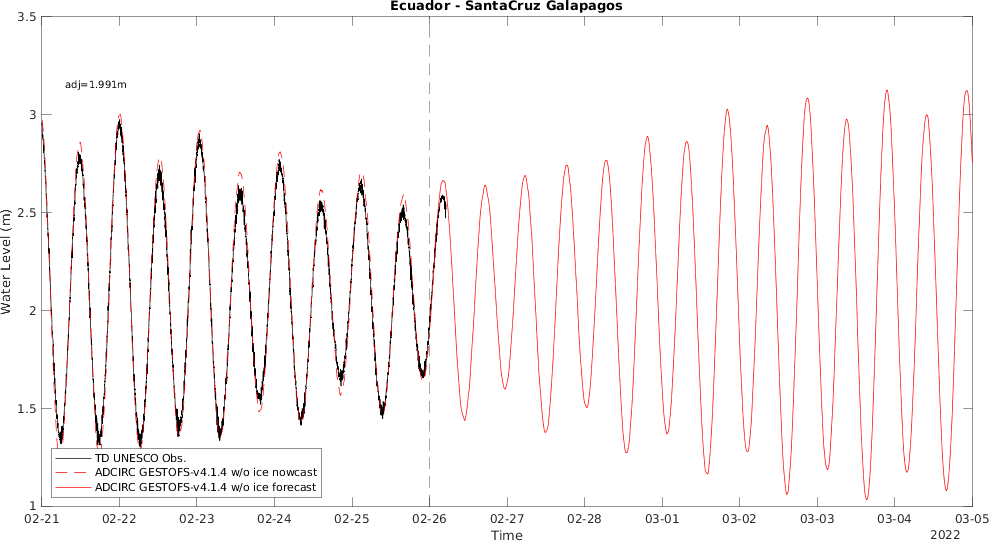 Ecuador - SantaCruz Galapagos
3.5
adj=1.991m
3
2.5
Water Level (m)
2
1.5
TD UNESCO Obs.
ADCIRC GESTOFS-v4.1.4 w/o ice nowcast
ADCIRC GESTOFS-v4.1.4 w/o ice forecast
1
02-21 02-22 02-23 02-24 02-25 02-26 02-27 02-28 03-01 03-02 03-03 03-04 03-05
Time
2022